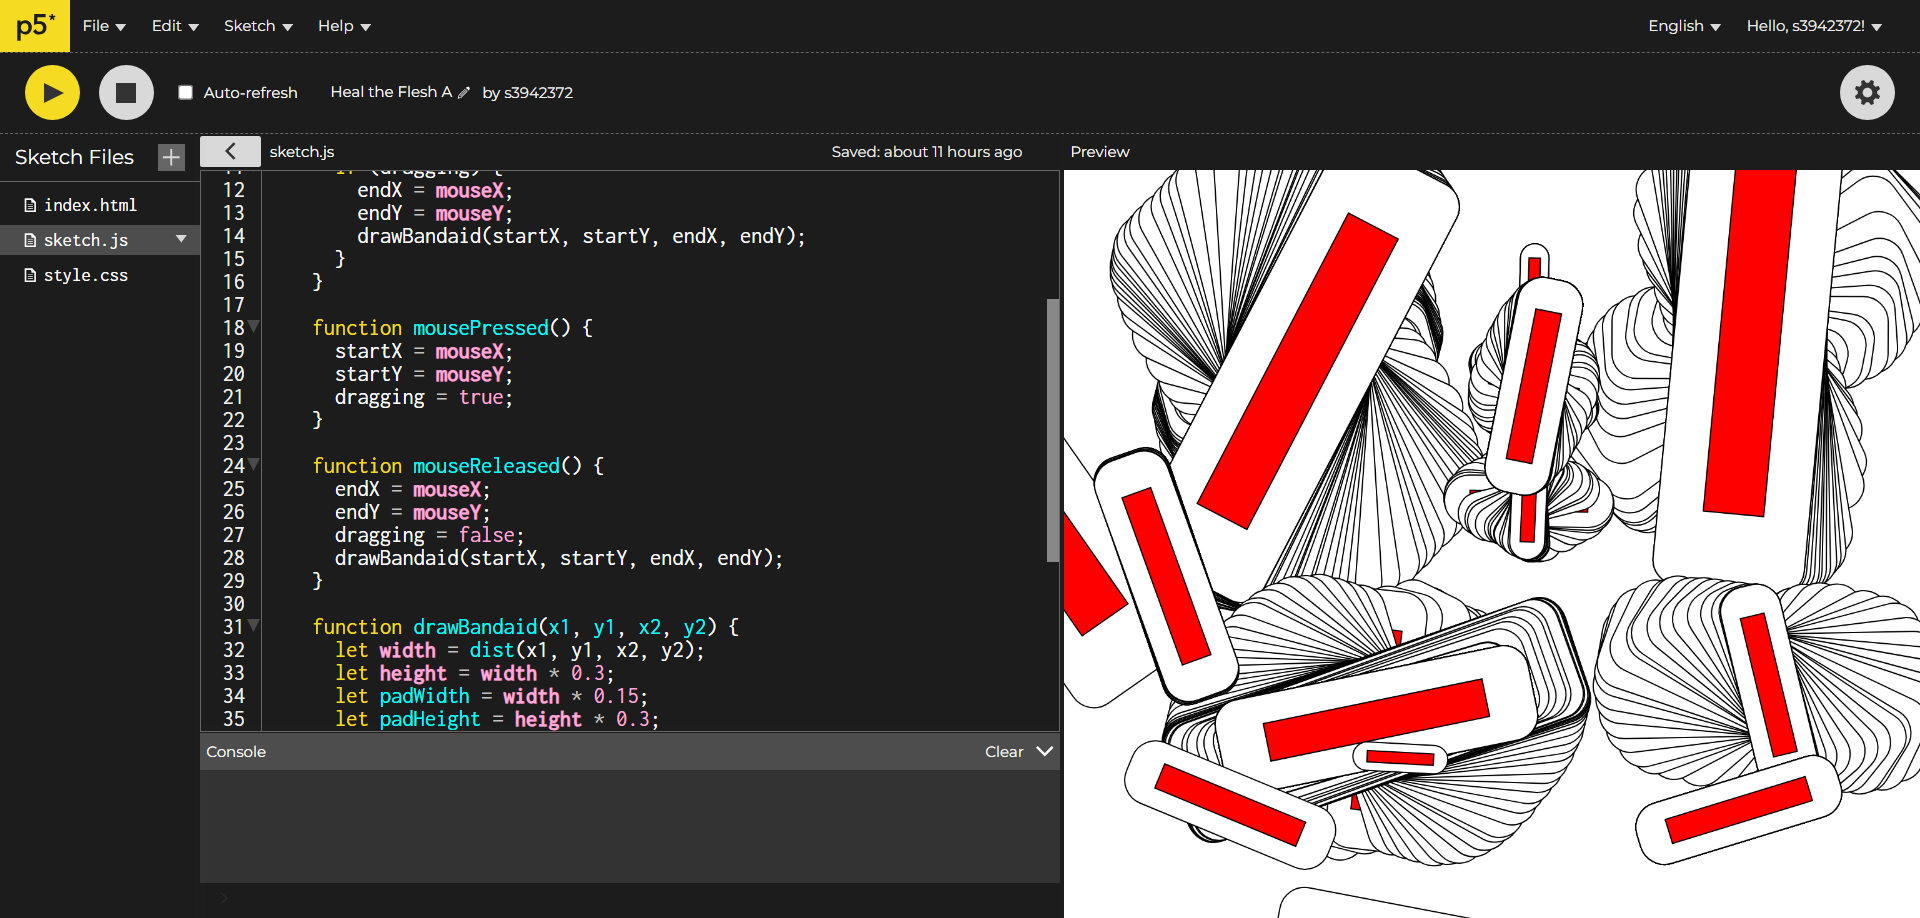 p5* File Edit Sketch Help English Hello, s3942372!
Auto-refresh Heal the Flesh A by s3942372
Sketch Files
index.html
sketch.js
style.css
sketch.js Saved: about 11 hours ago Preview
11 if (dragging) {
12 endX = mouseX;
13 endY = mouseY;
14 drawBandaid(startX, startY, endX, endY);
15 }
16 }
17
18 function mousePressed() {
19 startX = mouseX;
20 startY = mouseY;
21 dragging = true;
22 }
23
24 function mouseReleased() {
25 endX = mouseX;
26 endY = mouseY;
27 dragging = false;
28 drawBandaid(startX, startY, endX, endY);
29 }
30
31 function drawBandaid(x1, y1, x2, y2) {
32 let width = dist(x1, y1, x2, y2);
33 let height = width * 0.3;
34 let padWidth = width * 0.15;
35 let padHeight = height * 0.3;
Console Clear